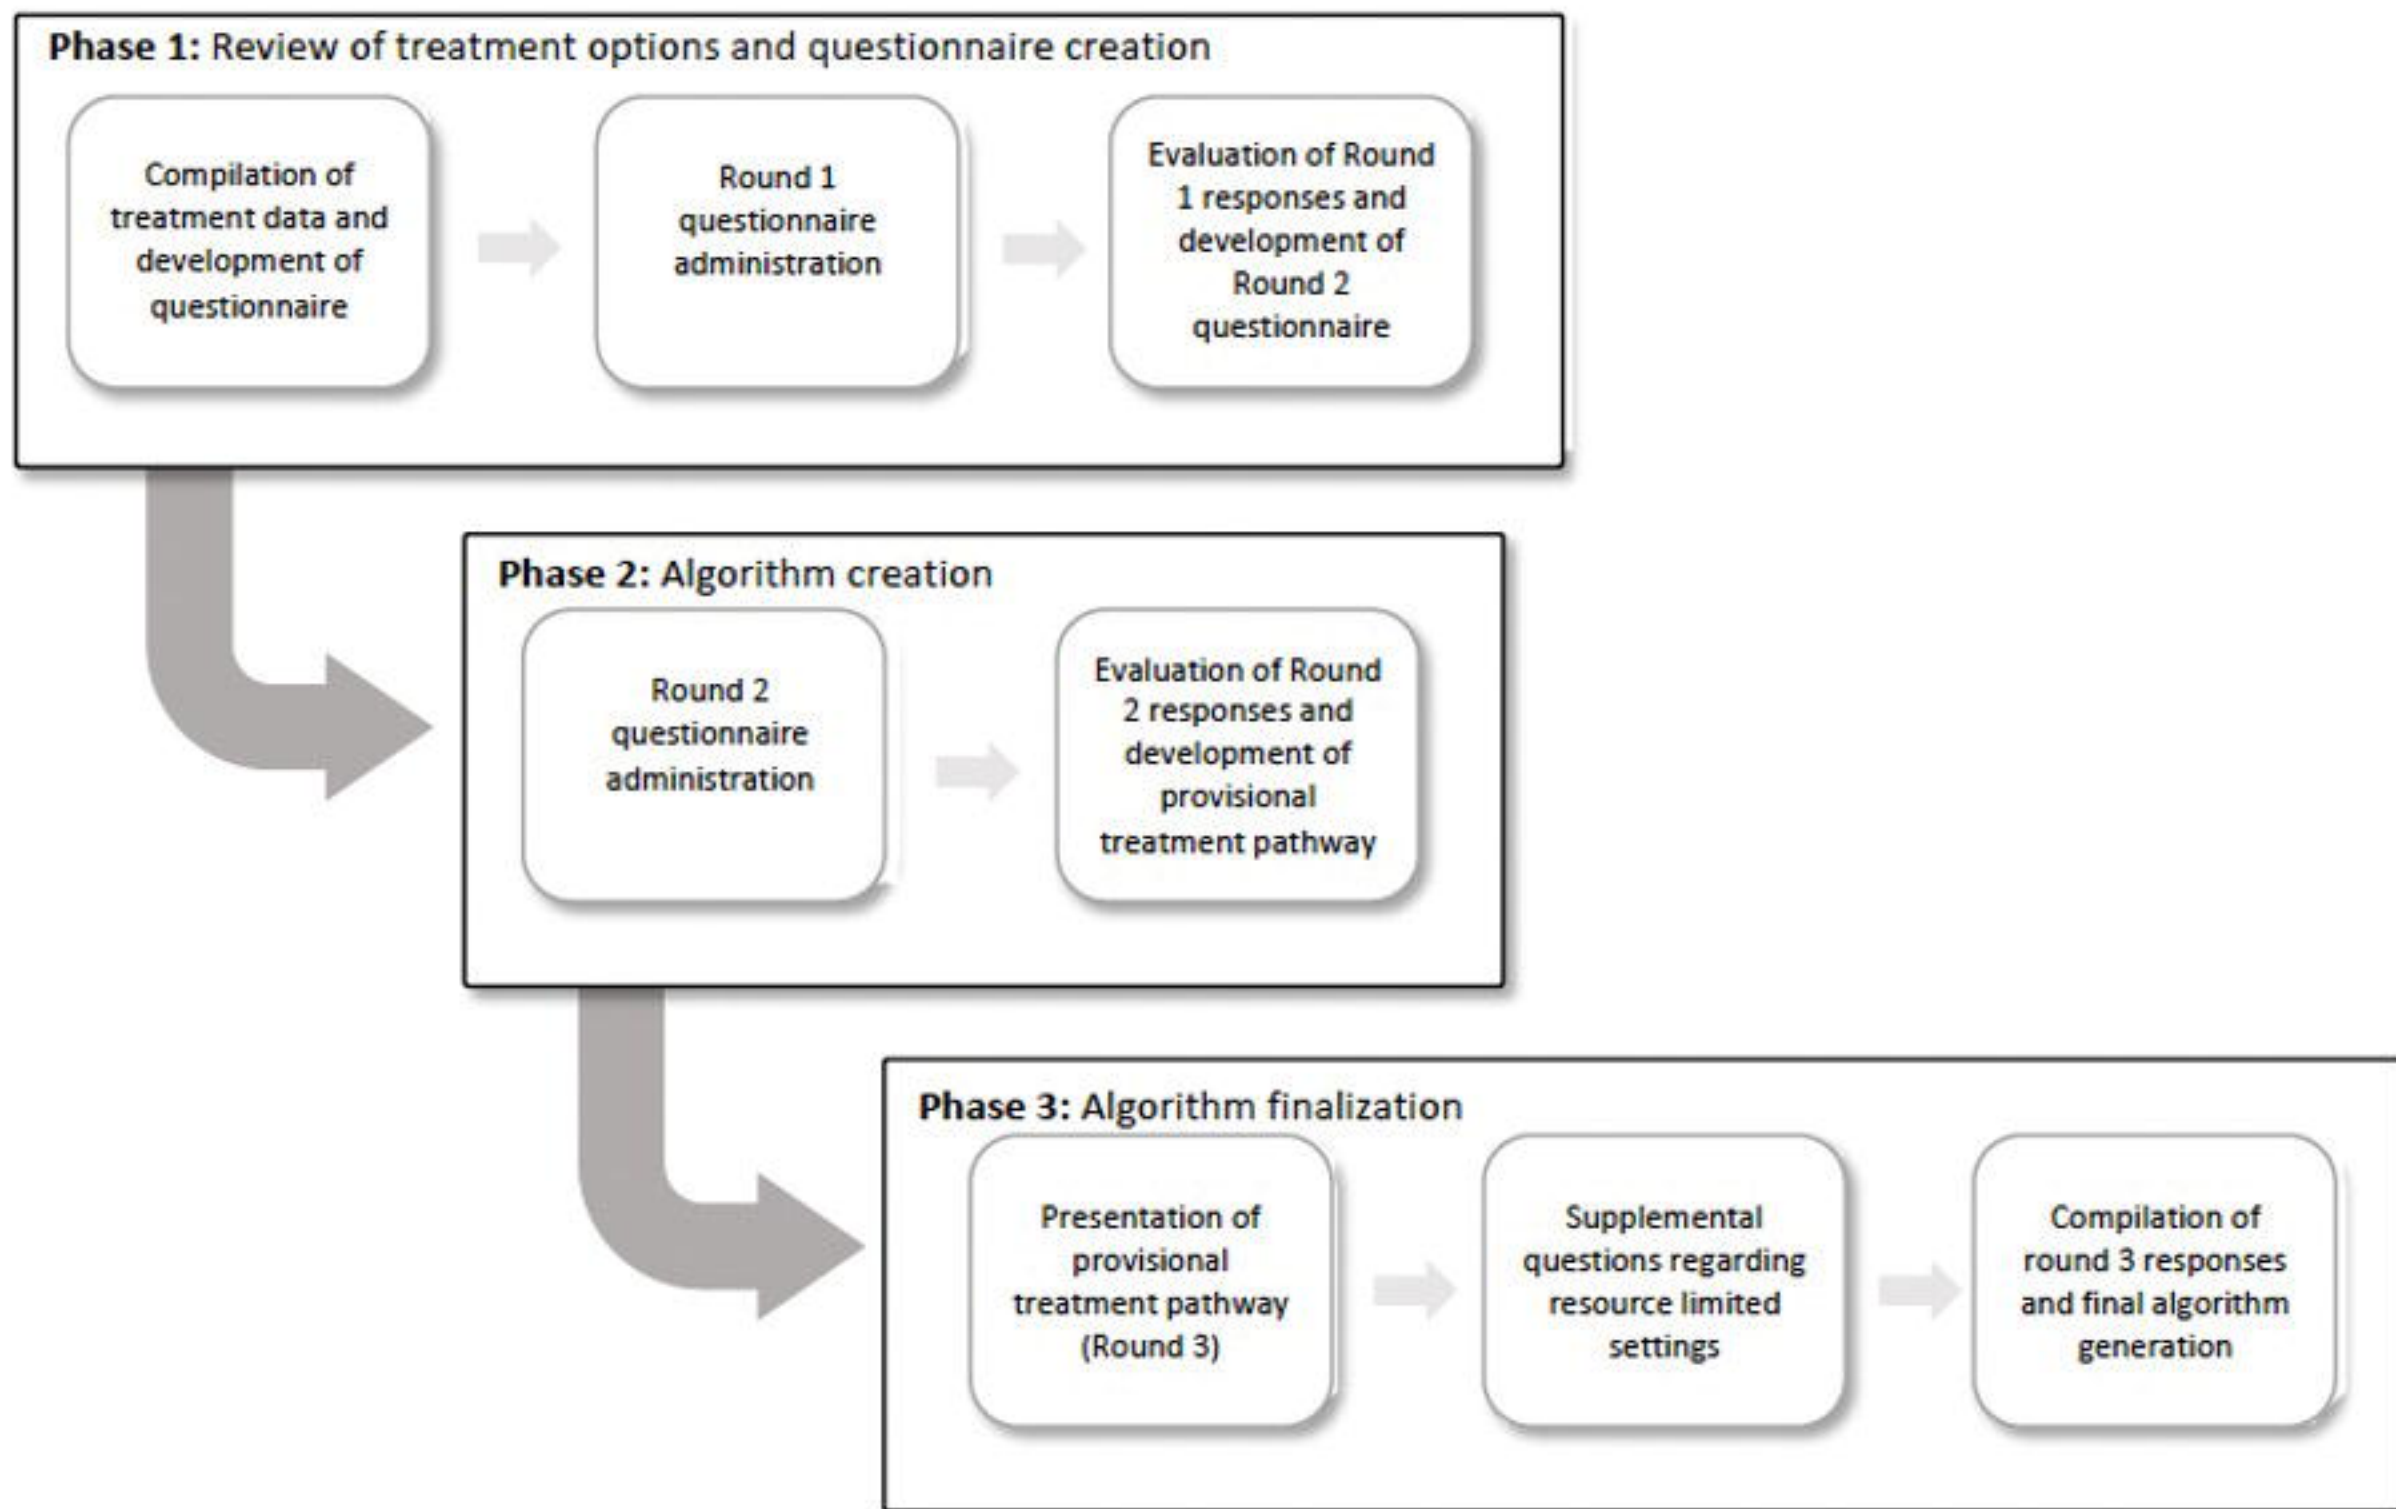 Phase 1: Review of treatment options and questionnaire creation
Compilation of
treatment data and
development of
questionnaire
Round 1
questionnaire
administration
Evaluation of Round
1 responses and
development of
Round 2
questionnaire
Phase 2: Algorithm creation
Round 2
questionnaire
administration
Evaluation of Round
2 responses and
development of
provisional
treatment pathway
Phase 3: Algorithm finalization
Presentation of
provisional
treatment pathway
(Round 3)
Supplemental
questions regarding
resource limited
settings
Compilation of
round 3 responses
and final algorithm
generation